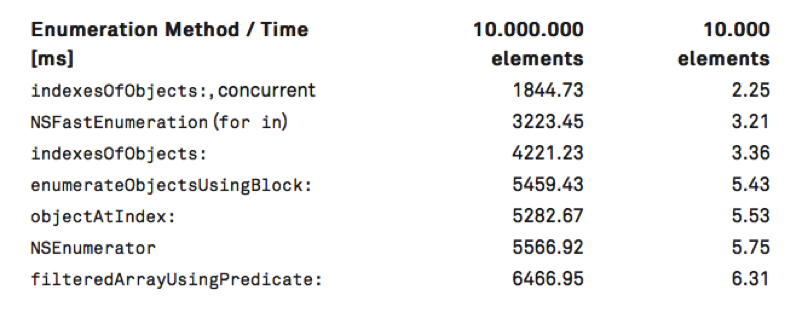 Enumeration Method / Time [ms] 10.000.000 elements 10.000 elements
indexesOfObjects:, concurrent 1844.73 2.25
NSFastEnumeration (for in) 3223.45 3.21
indexesOfObjects: 4221.23 3.36
enumerateObjectsUsingBlock: 5459.43 5.43
objectAtIndex: 5282.67 5.53
NSEnumerator 5566.92 5.75
filteredArrayUsingPredicate: 6466.95 6.31